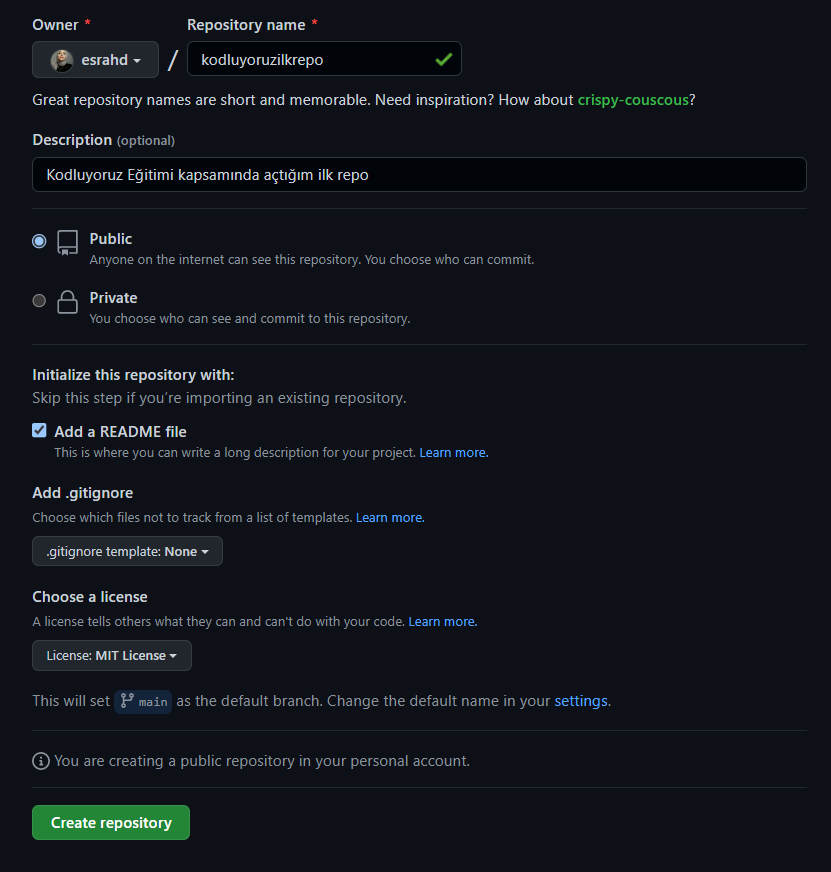 Owner * Repository name *
esrahd / kodluyoruzilkrepo
Great repository names are short and memorable. Need inspiration? How about crispy-couscous?
Description (optional)
Kodluyoruz Eğitimi kapsamında açtığım ilk repo
Public
Anyone on the internet can see this repository. You choose who can commit.
Private
You choose who can see and commit to this repository.
Initialize this repository with:
Skip this step if you're importing an existing repository.
Add a README file
This is where you can write a long description for your project. Learn more.
Add .gitignore
Choose which files not to track from a list of templates. Learn more.
.gitignore template: None
Choose a license
A license tells others what they can and can't do with your code. Learn more.
License: MIT License
This will set main as the default branch. Change the default name in your settings.
You are creating a public repository in your personal account.
Create repository